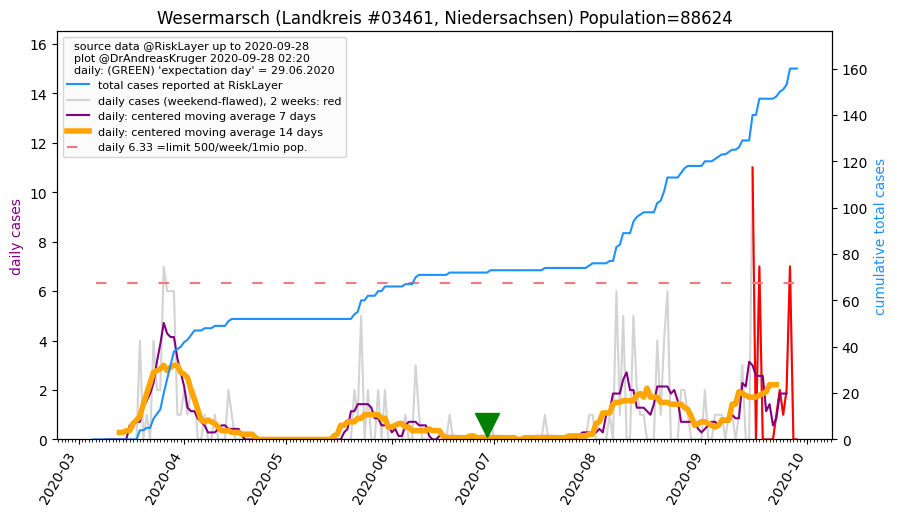 Wesermarsch (Landkreis #03461, Niedersachsen) Population=88624
source data @RiskLayer up to 2020-09-28
plot @DrAndreasKruger 2020-09-28 02:20
daily: (GREEN) 'expectation day' = 29.06.2020
total cases reported at RiskLayer
daily cases (weekend-flawed), 2 weeks: red
daily: centered moving average 7 days
daily: centered moving average 14 days
daily 6.33 =limit 500/week/1mio pop.
daily cases
16
14
12
10
8
6
4
2
0
cumulative total cases
160
140
120
100
80
60
40
20
0
2020-03
2020-04
2020-05
2020-06
2020-07
2020-08
2020-09
2020-10